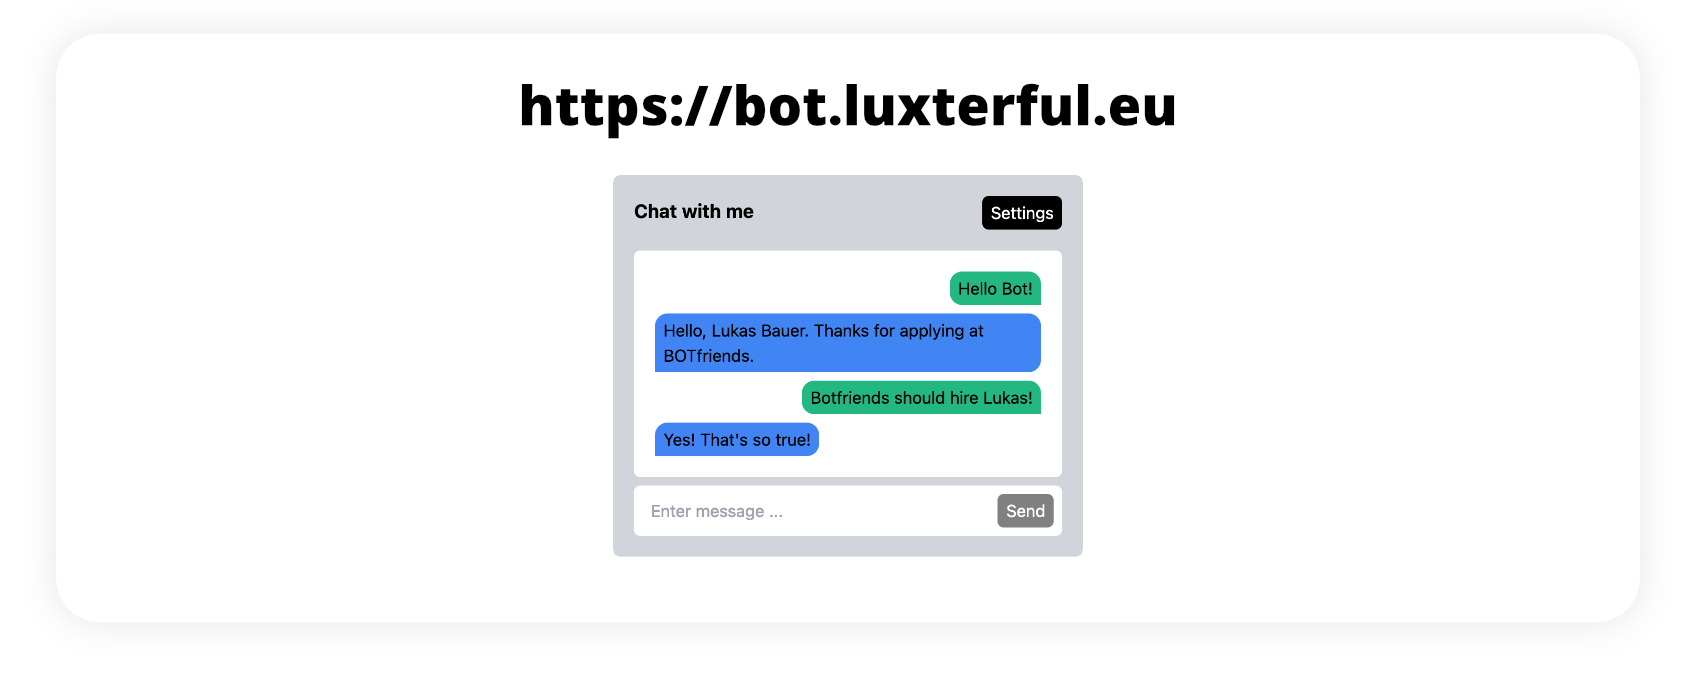 https://bot.luxterful.eu
Chat with me
Settings
Hello Bot!
Hello, Lukas Bauer. Thanks for applying at
BOTfriends.
Botfriends should hire Lukas!
Yes! That's so true!
Enter message ...
Send